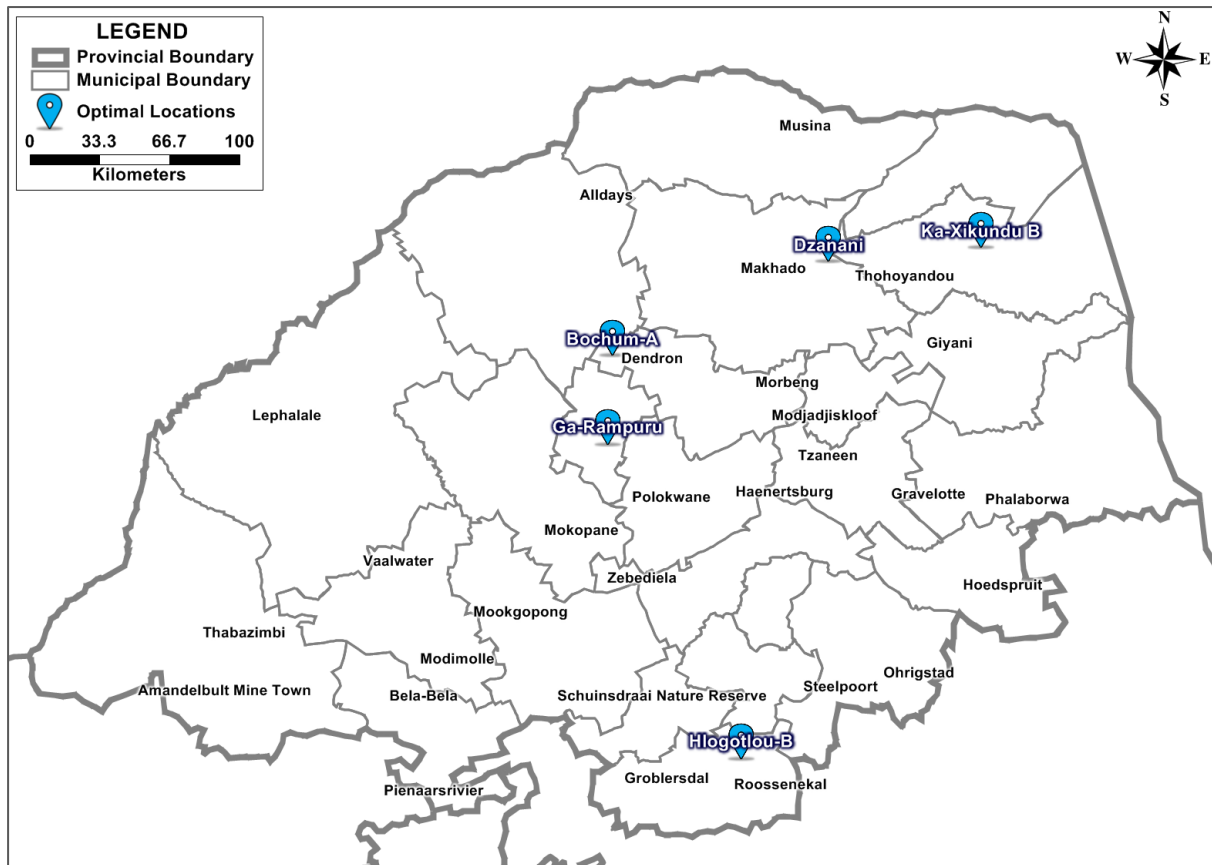 LEGEND
Provincial Boundary
Municipal Boundary
Optimal Locations
0 33.3 66.7 100
Kilometers
N
W E
S
Musina
Alldays
Ka-Xikundu B
Dzanani
Makhado
Thohoyandou
Bochum-A
Dendron
Giyani
Morbeng
Lephalale
Modjadjiskloof
Ga-Rampuru
Tzaneen
Polokwane
Haenertsburg
Gravelotte
Phalaborwa
Mokopane
Vaalwater
Zebediela
Hoedspruit
Mookgopong
Thabazimbi
Modimolle
Ohrigstad
Amandelbult Mine Town
Bela-Bela
Schuinsdraai Nature Reserve
Steelpoort
Hlogotlou-B
Groblersdal
Roossenekal
Pienaarsrivier